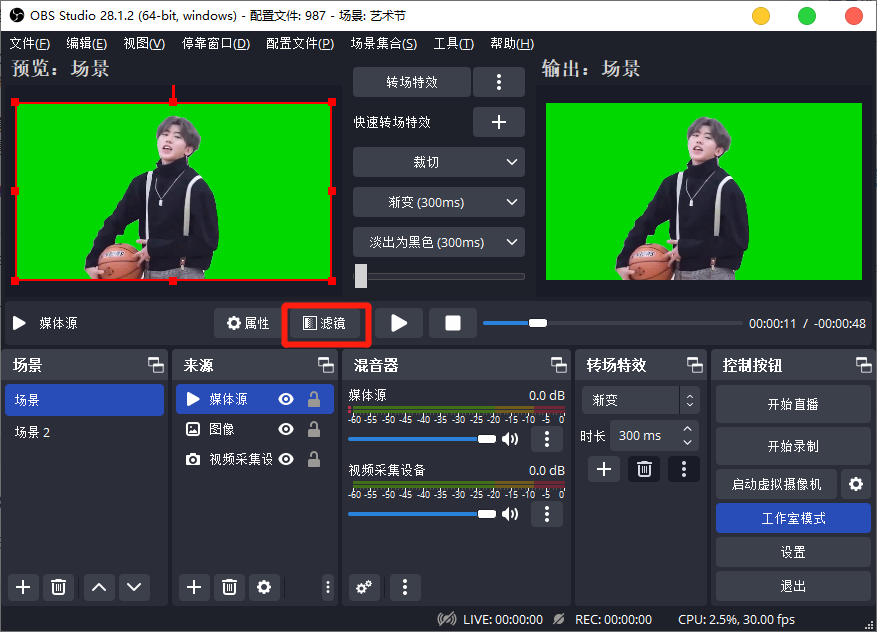 OBS Studio 28.1.2 (64-bit, windows) - 配置文件: 987 - 场景: 艺术节
文件(F) 编辑(E) 视图(V) 停靠窗口(D) 配置文件(P) 场景集合(S) 工具(T) 帮助(H)
预览：场景
转场特效
输出：场景
快速转场特效
裁切
渐变 (300ms)
淡出为黑色 (300ms)
媒体源
属性
滤镜
00:00:11 / -00:00:48
场景
场景
场景 2
来源
媒体源
图像
视频采集设
混音器
媒体源 0.0 dB
-60 -55 -50 -45 -40 -35 -30 -25 -20 -15 -10 -5 0
视频采集设备 0.0 dB
-60 -55 -50 -45 -40 -35 -30 -25 -20 -15 -10 -5 0
转场特效
渐变
时长 300 ms
控制按钮
开始直播
开始录制
启动虚拟摄像机
工作室模式
设置
退出
LIVE: 00:00:00 REC: 00:00:00 CPU: 2.5%, 30.00 fps